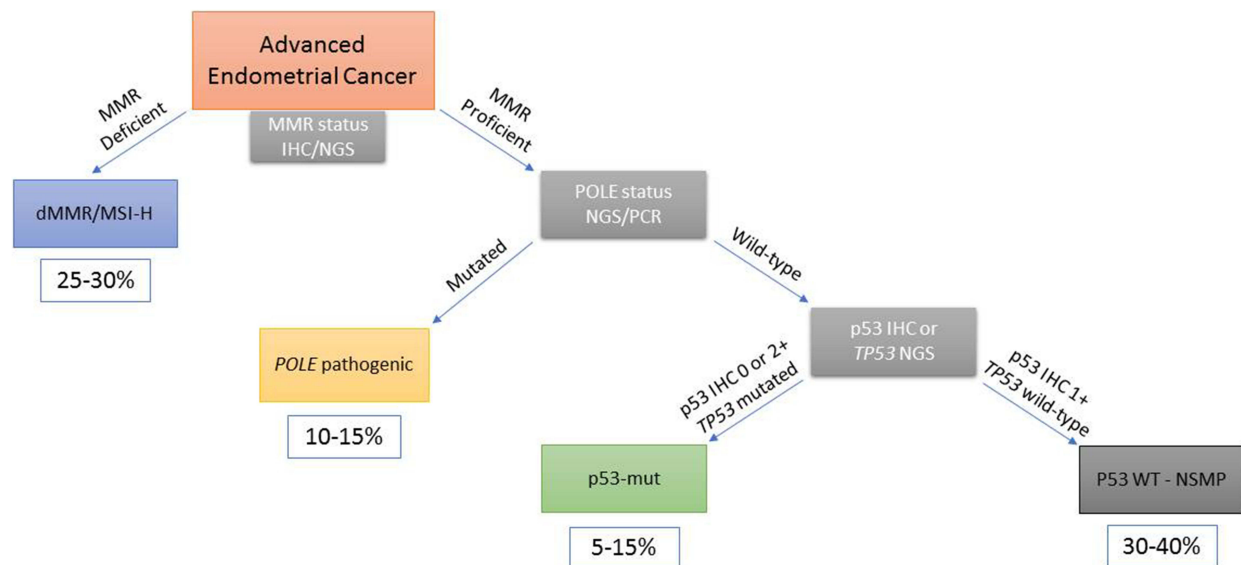 Advanced
Endometrial Cancer
MMR
Deficient
MMR status
IHC/NGS
MMR
Proficient
dMMR/MSI-H
25-30%
POLE status
NGS/PCR
Mutated
Wild-type
POLE pathogenic
10-15%
p53 IHC or
TP53 NGS
p53 IHC 0 or 2+
TP53 mutated
p53 IHC 1+
TP53 wild-type
p53-mut
5-15%
P53 WT - NSMP
30-40%